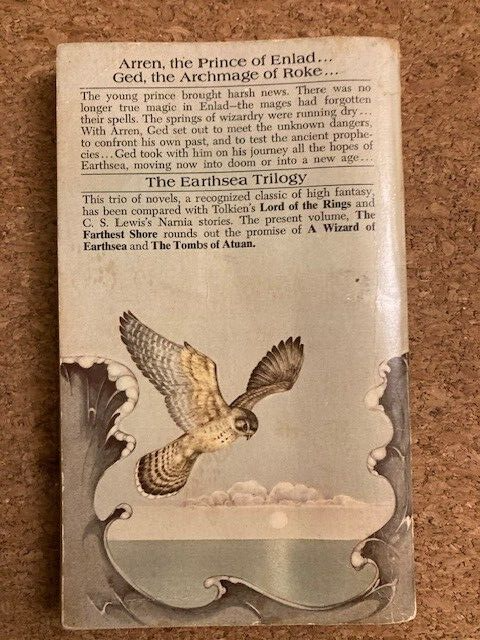 Arren, the Prince of Enlad...
Ged, the Archmage of Roke...
The young prince brought harsh news. There was no
longer true magic in Enlad—the mages had forgotten
their spells. The springs of wizardry were running dry...
With Arren, Ged set out to meet the unknown dangers,
to confront his own past, and to test the ancient prophe-
cies...Ged took with him on his journey all the hopes of
Earthsea, moving now into doom or into a new age...
The Earthsea Trilogy
This trio of novels, a recognized classic of high fantasy,
has been compared with Tolkien's Lord of the Rings and
C. S. Lewis's Narnia stories. The present volume, The
Farthest Shore rounds out the promise of A Wizard of
Earthsea and The Tombs of Atuan.